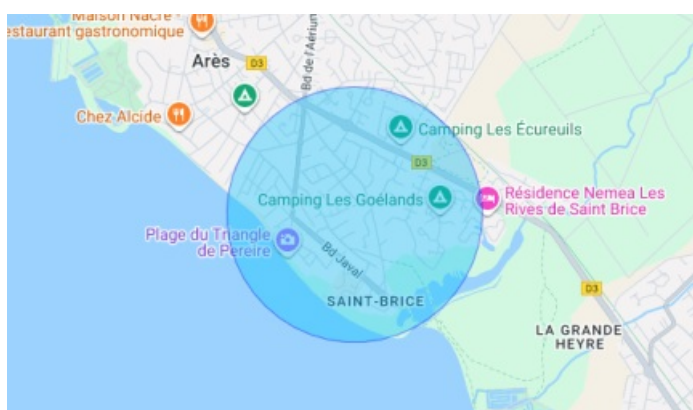 Maison Nacre -
estaurant gastronomique
Arès
D3
Bd de l'Aérium
Chez Alcide
Camping Les Écureuils
D3
Camping Les Goélands
Résidence Nemea Les
Rives de Saint Brice
Plage du Triangle
de Pereire
Bd Javal
SAINT-BRICE
D3
LA GRANDE
HEYRE